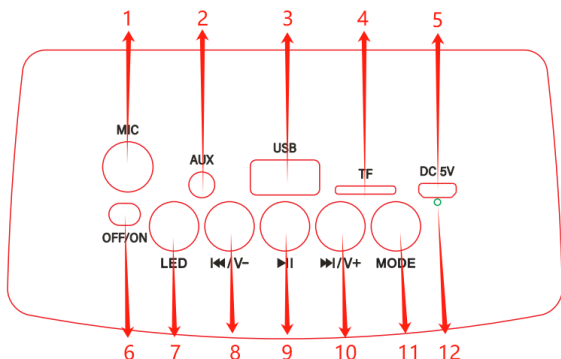 1 2 3 4 5
MIC
AUX
USB
TF
DC 5V
OFF/ON
LED
⏮/V-
⏯
⏭/V+
MODE
6 7 8 9 10 11 12